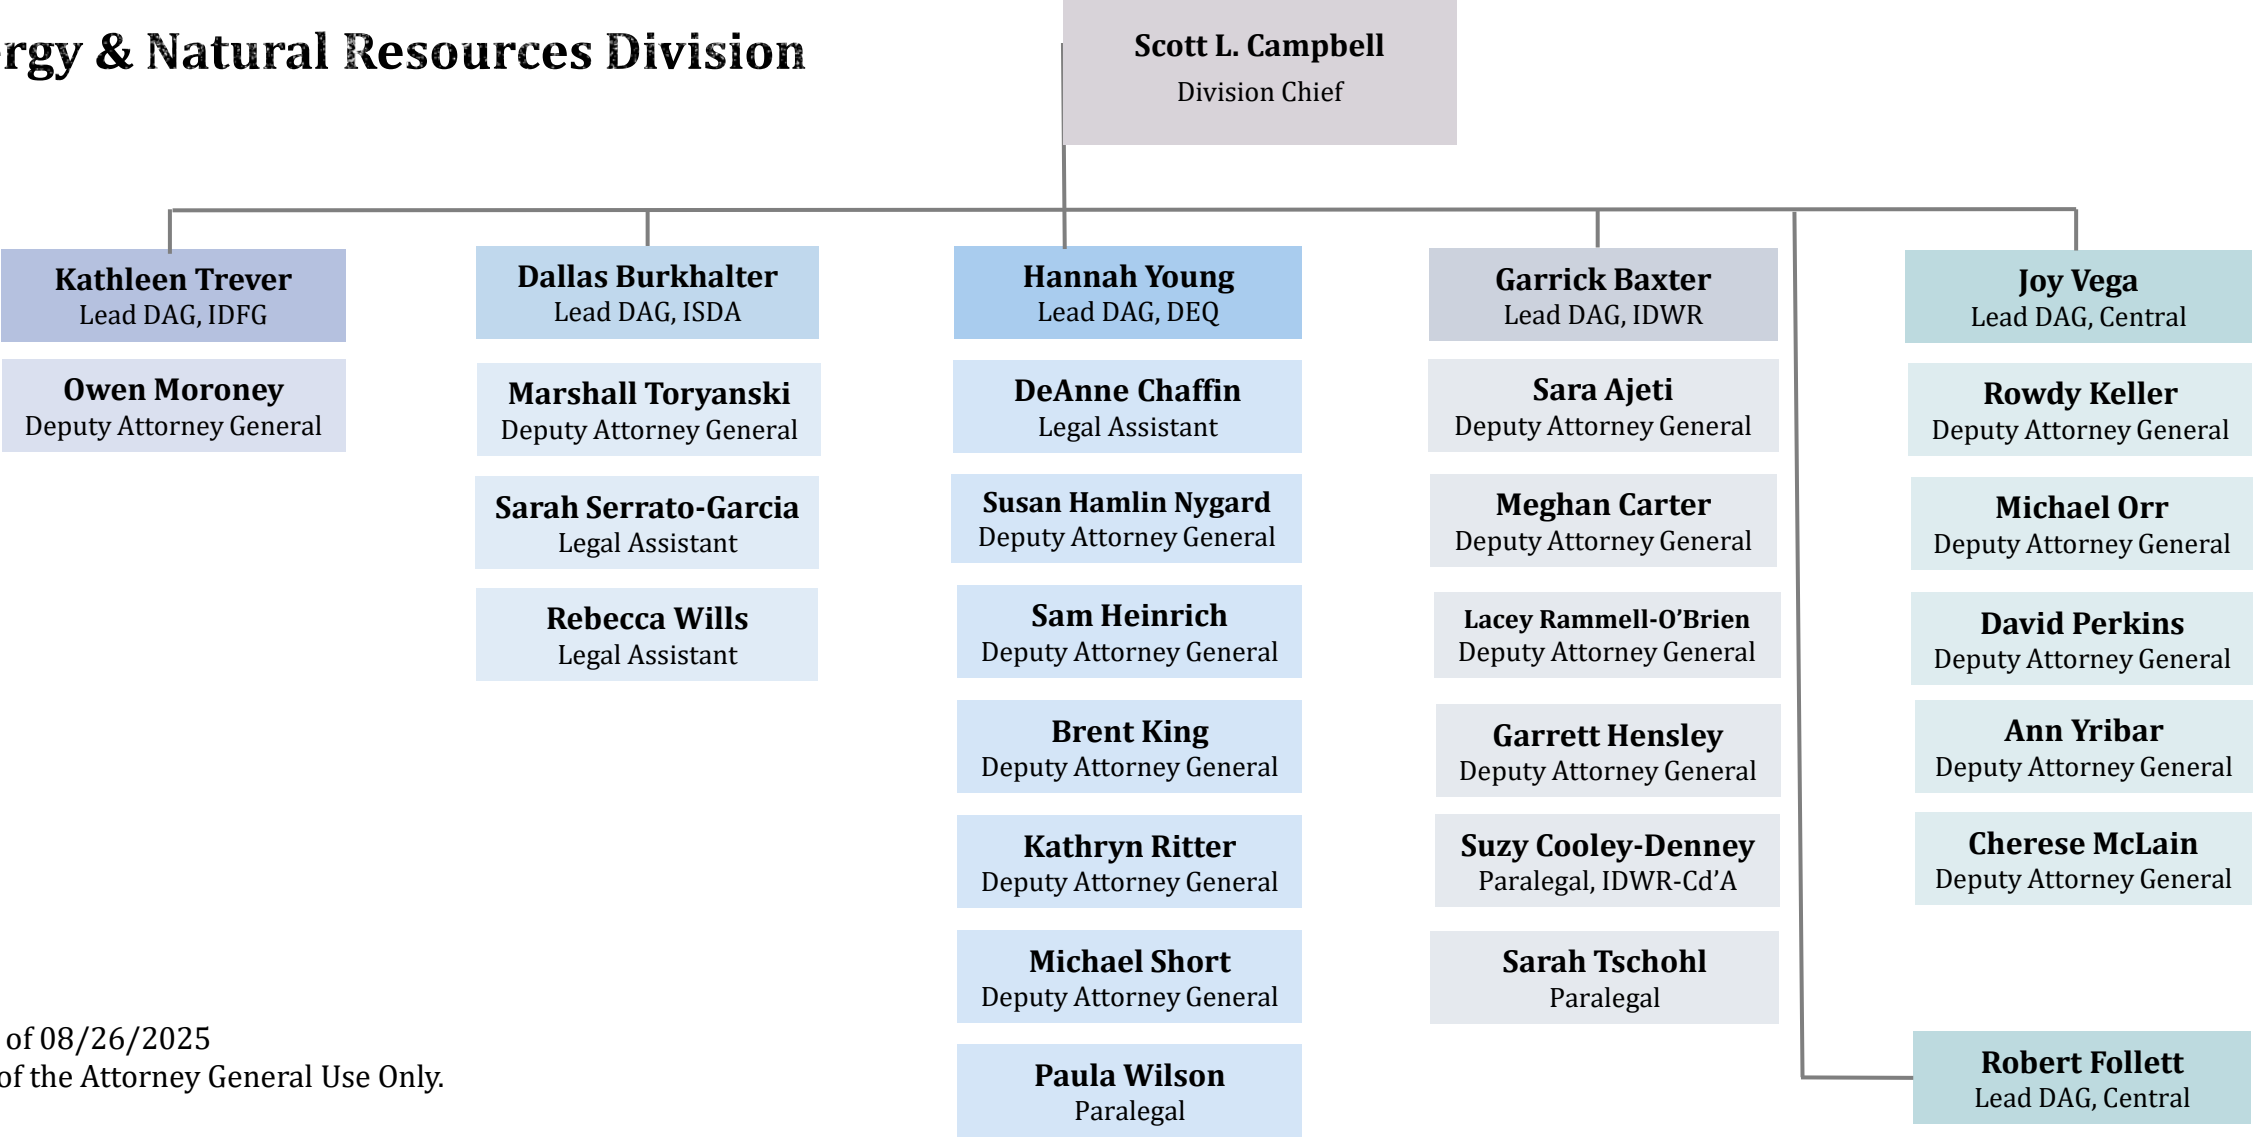 rgy & Natural Resources Division
Scott L. Campbell
Division Chief
Kathleen Trever
Lead DAG, IDFG
Owen Moroney
Deputy Attorney General
Dallas Burkhalter
Lead DAG, ISDA
Marshall Toryanski
Deputy Attorney General
Sarah Serrato-Garcia
Legal Assistant
Rebecca Wills
Legal Assistant
Hannah Young
Lead DAG, DEQ
DeAnne Chaffin
Legal Assistant
Susan Hamlin Nygard
Deputy Attorney General
Sam Heinrich
Deputy Attorney General
Brent King
Deputy Attorney General
Kathryn Ritter
Deputy Attorney General
Michael Short
Deputy Attorney General
Paula Wilson
Paralegal
Garrick Baxter
Lead DAG, IDWR
Sara Ajeti
Deputy Attorney General
Meghan Carter
Deputy Attorney General
Lacey Rammell-O’Brien
Deputy Attorney General
Garrett Hensley
Deputy Attorney General
Suzy Cooley-Denney
Paralegal, IDWR-Cd’A
Sarah Tschohl
Paralegal
Joy Vega
Lead DAG, Central
Rowdy Keller
Deputy Attorney General
Michael Orr
Deputy Attorney General
David Perkins
Deputy Attorney General
Ann Yribar
Deputy Attorney General
Cherese McLain
Deputy Attorney General
Robert Follett
Lead DAG, Central
of 08/26/2025
of the Attorney General Use Only.